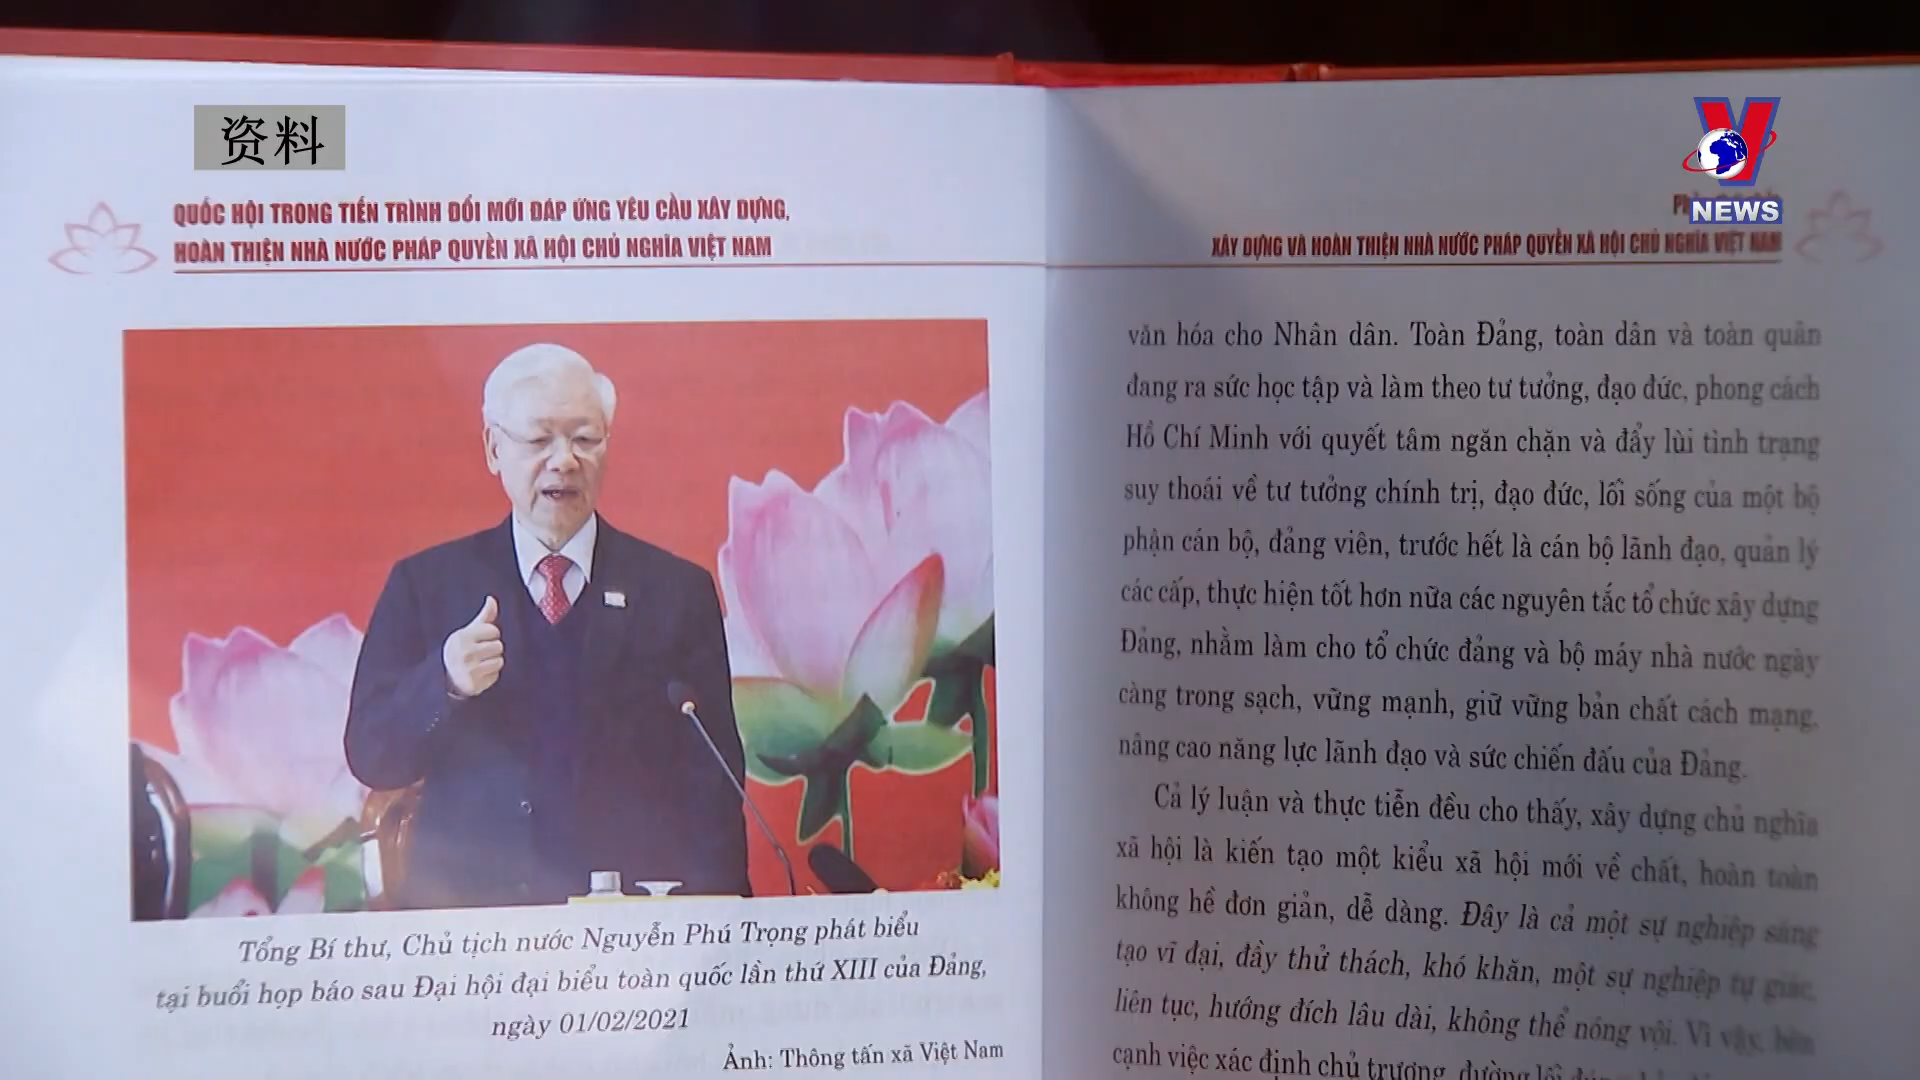 资料
NEWS
QUỐC HỘI TRONG TIẾN TRÌNH ĐỔI MỚI ĐÁP ỨNG YÊU CẦU XÂY DỰNG,
HOÀN THIỆN NHÀ NƯỚC PHÁP QUYỀN XÃ HỘI CHỦ NGHĨA VIỆT NAM
Tổng Bí thư, Chủ tịch nước Nguyễn Phú Trọng phát biểu
tại buổi họp báo sau Đại hội đại biểu toàn quốc lần thứ XIII của Đảng,
ngày 01/02/2021
Ảnh: Thông tấn xã Việt Nam
XÂY DỰNG VÀ HOÀN THIỆN NHÀ NƯỚC PHÁP QUYỀN XÃ HỘI CHỦ NGHĨA VIỆT NAM
văn hóa cho Nhân dân. Toàn Đảng, toàn dân và toàn quân
đang ra sức học tập và làm theo tư tưởng, đạo đức, phong cách
Hồ Chí Minh với quyết tâm ngăn chặn và đẩy lùi tình trạng
suy thoái về tư tưởng chính trị, đạo đức, lối sống của một bộ
phận cán bộ, đảng viên, trước hết là cán bộ lãnh đạo, quản lý
các cấp, thực hiện tốt hơn nữa các nguyên tắc tổ chức xây dựng
Đảng, nhằm làm cho tổ chức đảng và bộ máy nhà nước ngày
càng trong sạch, vững mạnh, giữ vững bản chất cách mạng,
nâng cao năng lực lãnh đạo và sức chiến đấu của Đảng.
Cả lý luận và thực tiễn đều cho thấy, xây dựng chủ nghĩa
xã hội là kiến tạo một kiểu xã hội mới về chất, hoàn toàn
không hề đơn giản, dễ dàng. Đây là cả một sự nghiệp sáng
tạo vĩ đại, đầy thử thách, khó khăn, một sự nghiệp tự giác,
liên tục, hướng đích lâu dài, không thể nóng vội. Vì vậy, bên
cạnh việc xác định chủ trương, đường lối